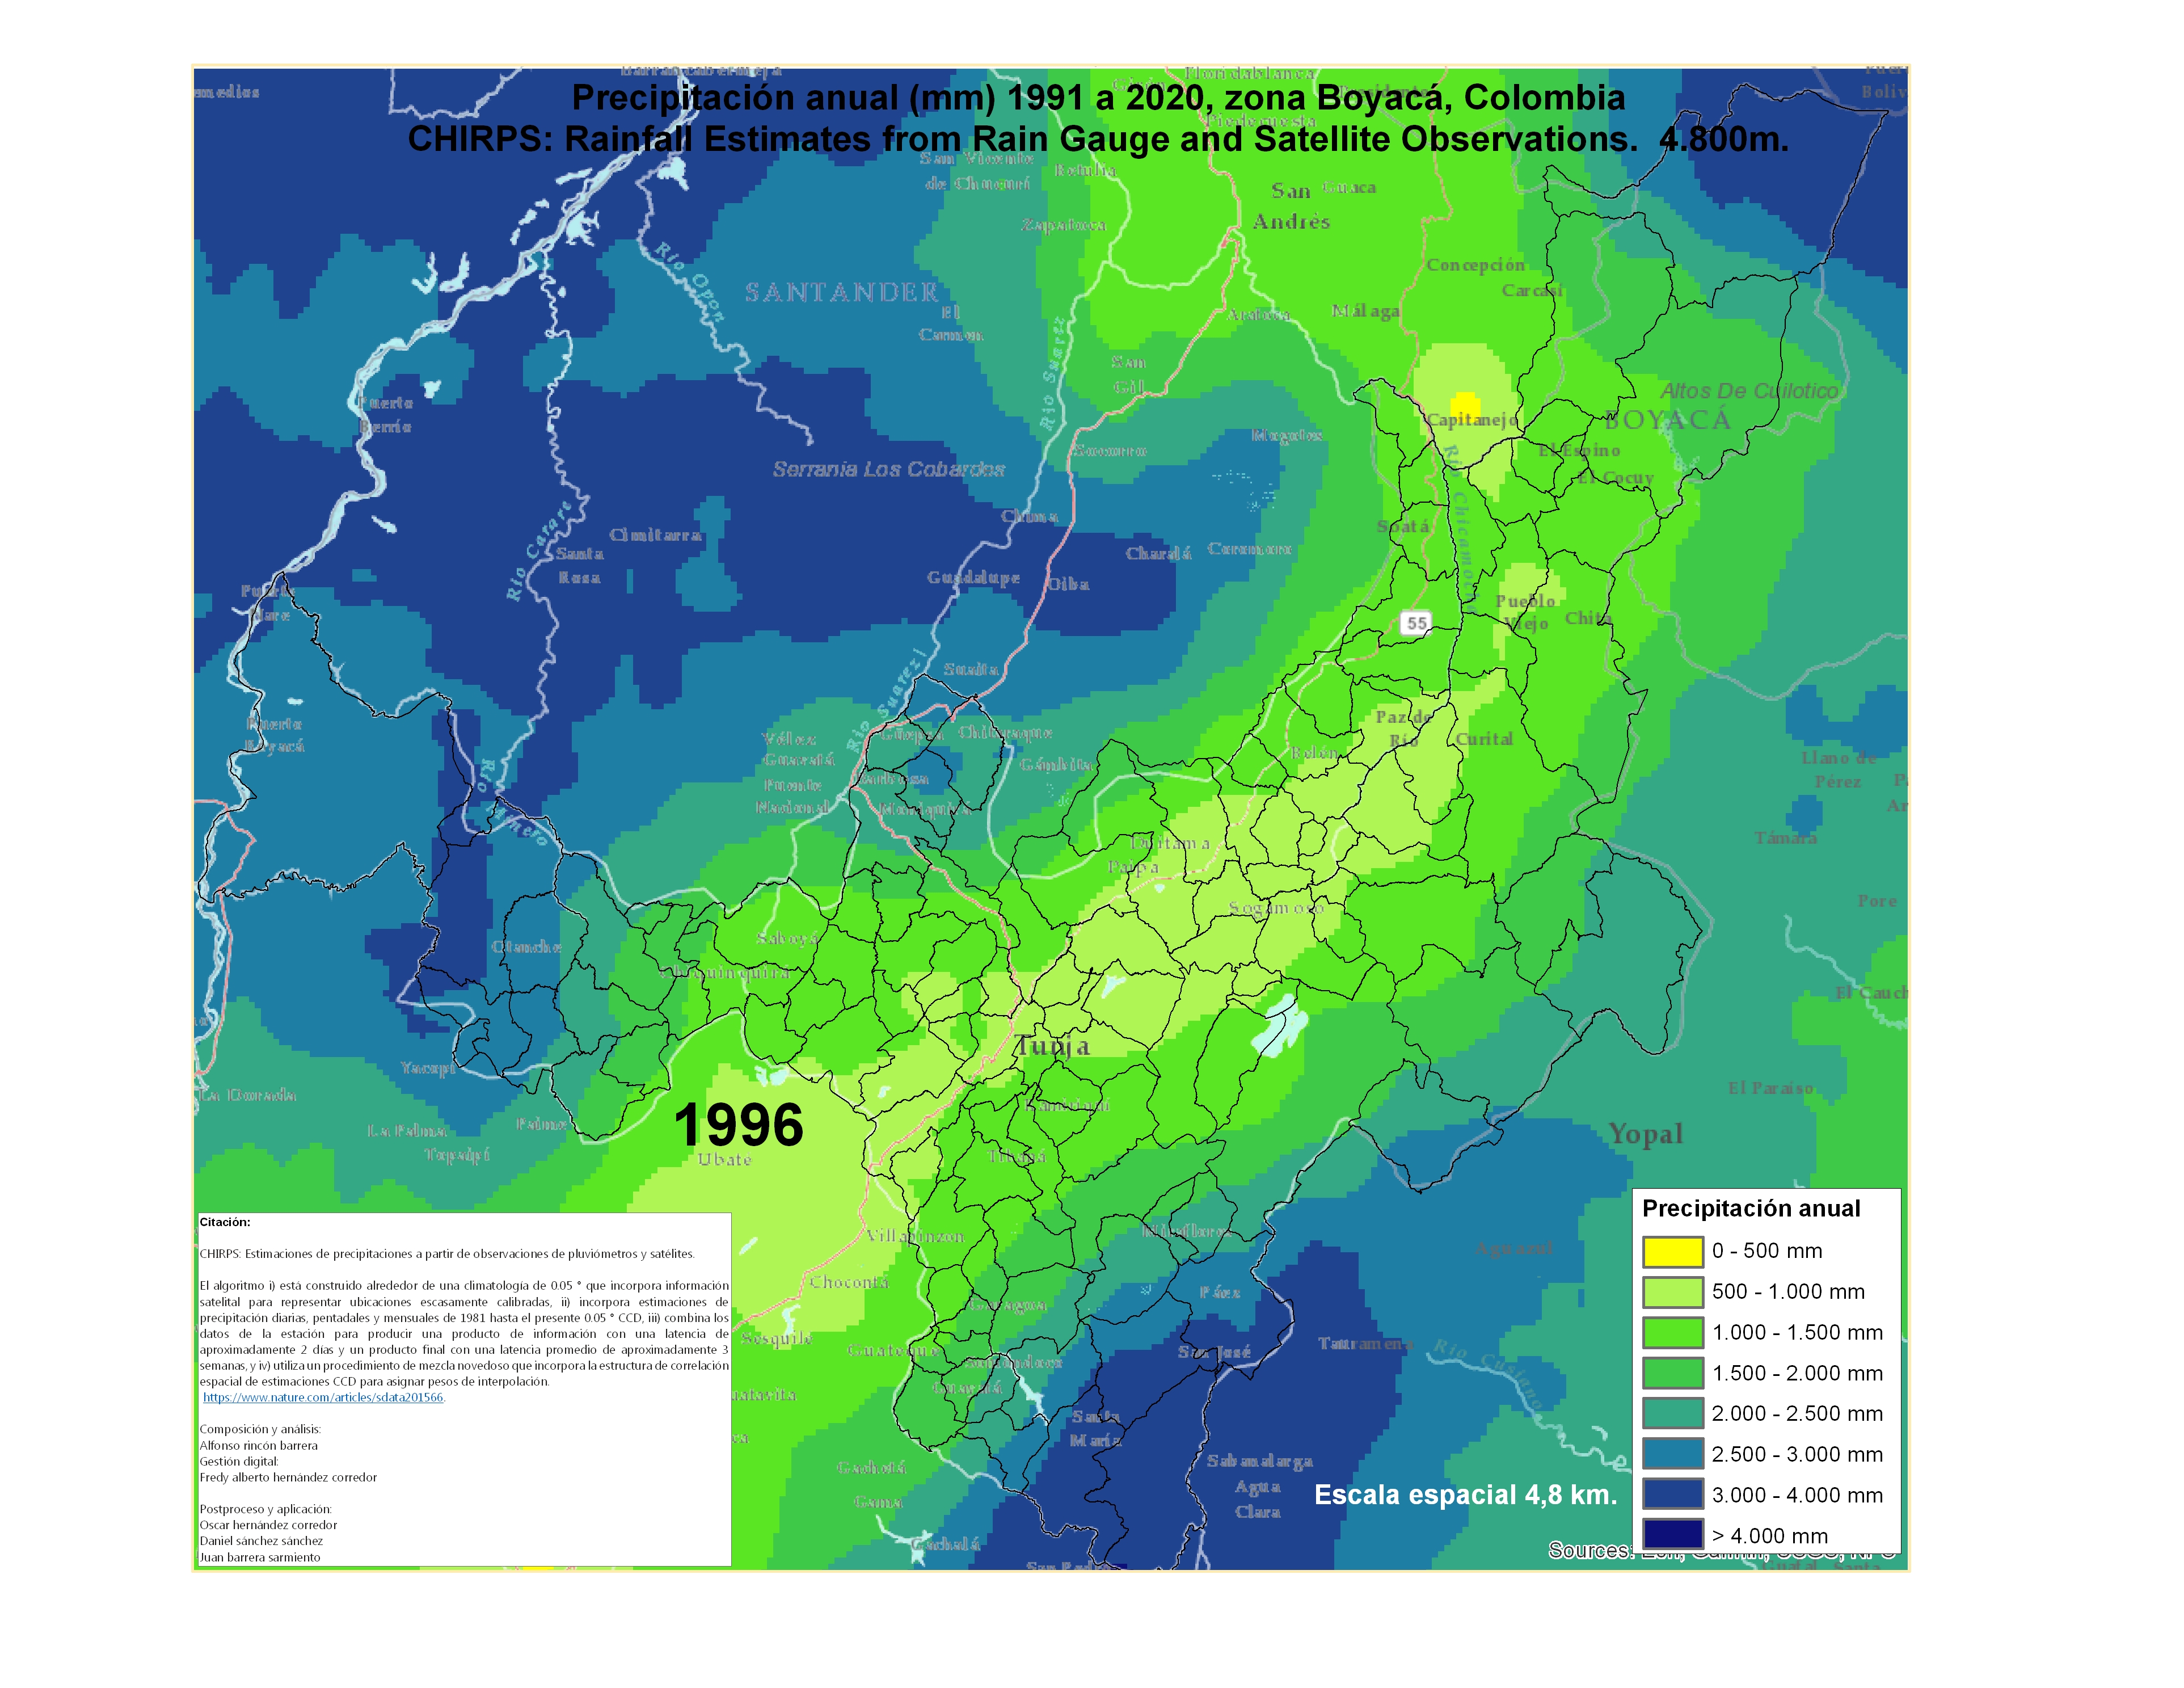 Precipitación anual (mm) 1991 a 2020, zona Boyacá, Colombia
CHIRPS: Rainfall Estimates from Rain Gauge and Satellite Observations.  4.800m.
Floridablanca
Piedecuesta
San Vicente
de Chucurí
Betulia
San
Andrés
Guaca
Zapatoca
Río Opon
SANTANDER
El
Carmen
Concepción
Carcasí
Málaga
Aratoca
San
Gil
Río Suárez
Puerto
Berrío
Altos De Cuilotico
BOYACÁ
Capitanejo
Socorro
Mogotes
El Espino
El Cocuy
Serranía Los Cobardes
Río Chicamocha
Río Carare
Cimitarra
Santa
Rosa
Chima
Charalá
Coromoro
Soatá
Guadalupe
Oiba
Puerto
Nare
55
Pueblo
Viejo
Chita
Suaita
Río Suárez
Puerto
Boyacá
Vélez
Guavatá
Puente
Nacional
Güepsa
Chitaraque
Barbosa
Moniquirá
Gámbita
Paz de
Río
Curital
Belén
Llano de
Pérez
Río Minero
Duitama
Paipa
Támara
Sogamoso
Pore
Otanche
Saboyá
Chiquinquirá
El Cauch
Tunja
Yacopí
La Dorada
La Palma
Topaipí
Paime
1996
Ubaté
Ramiriquí
Tibaná
El Paraíso
Yopal
Villapinzón
Chocontá
Miraflores
Aguazul
Páez
Garagoa
Sesquilé
Guateque
San José
Tauramena
Río Cusiana
Guatavita
Santa
María
Gachetá
Gama
Gachalá
Sabanalarga
Agua
Clara
San Pedro
Escala espacial 4,8 km.
Citación:
CHIRPS: Estimaciones de precipitaciones a partir de observaciones de pluviómetros y satélites.
El algoritmo i) está construido alrededor de una climatología de 0.05 ° que incorpora información
satelital para representar ubicaciones escasamente calibradas, ii) incorpora estimaciones de
precipitación diarias, pentadales y mensuales de 1981 hasta el presente 0.05 ° CCD, iii) combina los
datos de la estación para producir una producto de información con una latencia de
aproximadamente 2 días y un producto final con una latencia promedio de aproximadamente 3
semanas, y iv) utiliza un procedimiento de mezcla novedoso que incorpora la estructura de correlación
espacial de estimaciones CCD para asignar pesos de interpolación.
https://www.nature.com/articles/sdata201566.
Composición y análisis:
Alfonso rincón barrera
Gestión digital:
Fredy alberto hernández corredor
Postproceso y aplicación:
Oscar hernández corredor
Daniel sánchez sánchez
Juan barrera sarmiento
Precipitación anual
0 - 500 mm
500 - 1.000 mm
1.000 - 1.500 mm
1.500 - 2.000 mm
2.000 - 2.500 mm
2.500 - 3.000 mm
3.000 - 4.000 mm
> 4.000 mm
Sources: Esri, Garmin, USGS, NPS